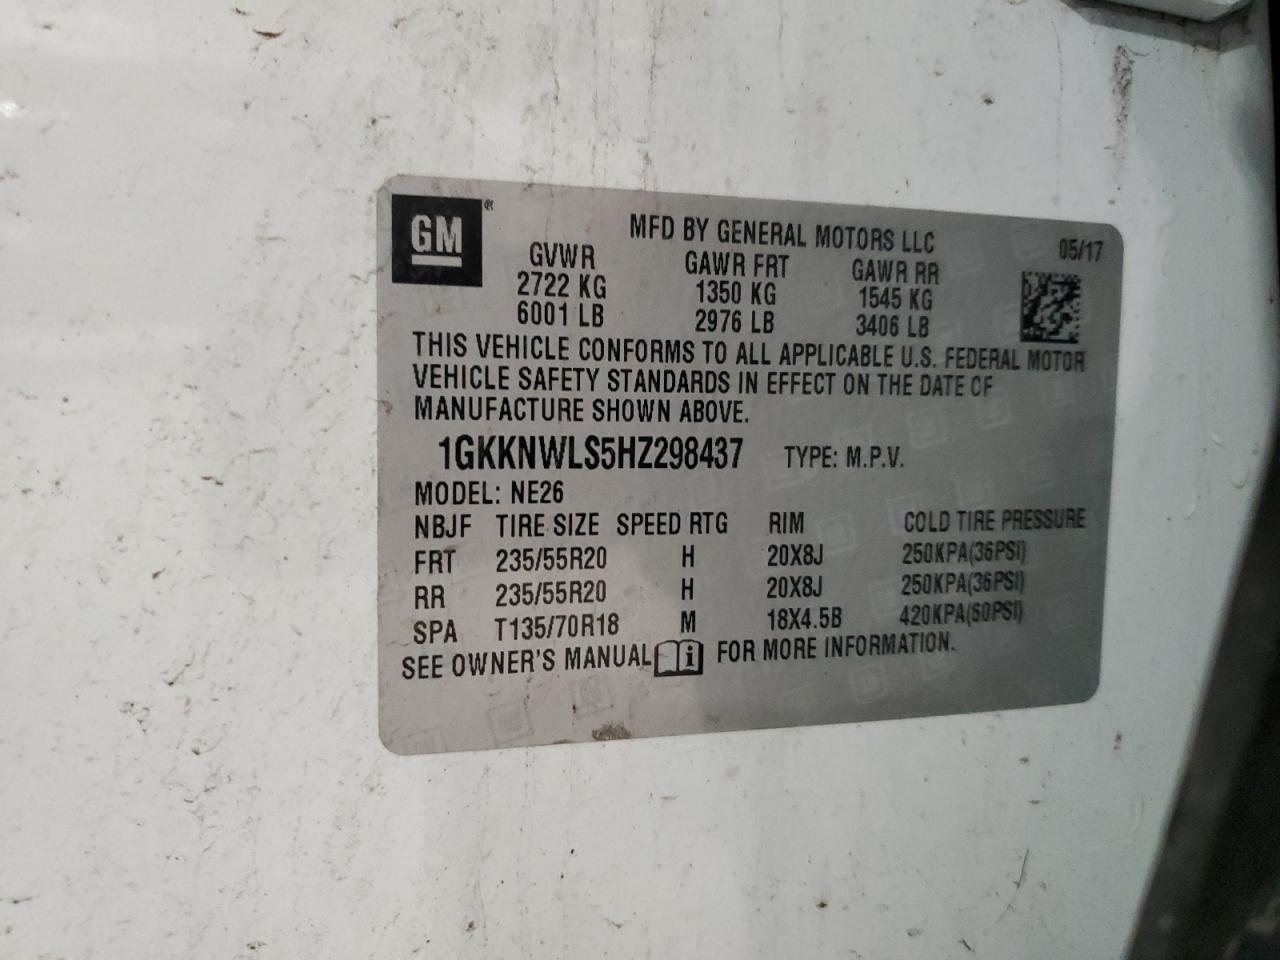 GM
MFD BY GENERAL MOTORS LLC 05/17
GVWR GAWR FRT GAWR RR
2722 KG 1350 KG 1545 KG
6001 LB 2976 LB 3406 LB
THIS VEHICLE CONFORMS TO ALL APPLICABLE U.S. FEDERAL MOTOR
VEHICLE SAFETY STANDARDS IN EFFECT ON THE DATE OF
MANUFACTURE SHOWN ABOVE.
1GKKNWLS5HZ298437 TYPE: M.P.V.
MODEL: NE26
NBJF TIRE SIZE SPEED RTG RIM COLD TIRE PRESSURE
FRT 235/55R20 H 20X8J 250KPA(36PSI)
RR 235/55R20 H 20X8J 250KPA(36PSI)
SPA T135/70R18 M 18X4.5B 420KPA(60PSI)
SEE OWNER'S MANUAL i FOR MORE INFORMATION.